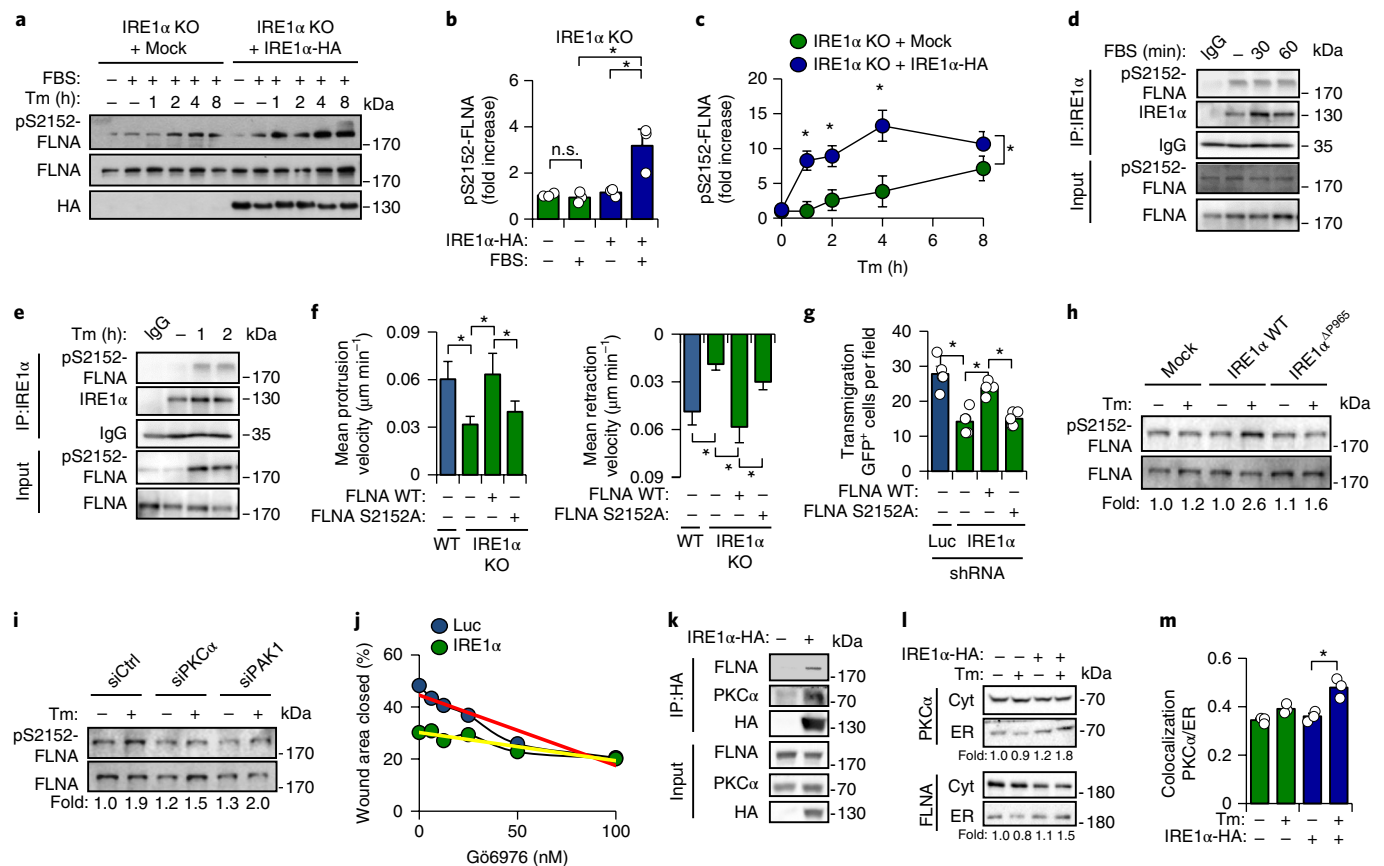 a
IRE1α KO + Mock
IRE1α KO + IRE1α-HA
FBS: – + + + + + – + + + + +
Tm (h): – – 1 2 4 8 – – 1 2 4 8 kDa
pS2152-FLNA
170
FLNA
170
HA
130
b
IRE1α KO
*
*
n.s.
pS2152-FLNA (fold increase)
6
4
2
0
IRE1α-HA: – – + +
FBS: – + – +
c
IRE1α KO + Mock
IRE1α KO + IRE1α-HA
pS2152-FLNA (fold increase)
20
15
10
5
0
* * * *
0 2 4 6 8
Tm (h)
d
FBS (min): IgG – 30 60 kDa
IP:IRE1α
pS2152-FLNA
170
IRE1α
130
IgG
35
Input
pS2152-FLNA
170
FLNA
170
e
Tm (h): IgG – 1 2 kDa
IP:IRE1α
pS2152-FLNA
170
IRE1α
130
IgG
35
Input
pS2152-FLNA
170
FLNA
170
f
Mean protrusion velocity (µm min⁻¹)
0.09
0.06
0.03
0
* * *
FLNA WT: – – + –
FLNA S2152A: – – – +
WT IRE1α KO
Mean retraction velocity (µm min⁻¹)
0
0.03
0.06
0.09
* * *
FLNA WT: – – + –
FLNA S2152A: – – – +
WT IRE1α KO
g
Transmigration GFP⁺ cells per field
40
30
20
10
0
* * *
FLNA WT: – – + –
FLNA S2152A: – – – +
Luc IRE1α
shRNA
h
Mock IRE1α WT IRE1α^ΔP965
Tm: – + – + – + kDa
pS2152-FLNA
170
FLNA
170
Fold: 1.0 1.2 1.0 2.6 1.1 1.6
i
siCtrl siPKCα siPAK1
Tm: – + – + – + kDa
pS2152-FLNA
170
FLNA
170
Fold: 1.0 1.9 1.2 1.5 1.3 2.0
j
Luc
IRE1α
Wound area closed (%)
80
60
40
20
0
0 50 100
Gö6976 (nM)
k
IRE1α-HA: – + kDa
IP:HA
FLNA
170
PKCα
70
HA
130
Input
FLNA
170
PKCα
70
HA
130
l
IRE1α-HA: – – + +
Tm: – + – + kDa
PKCα
Cyt
70
ER
70
Fold: 1.0 0.9 1.2 1.8
FLNA
Cyt
180
ER
180
Fold: 1.0 0.8 1.1 1.5
m
Colocalization PKCα/ER
0.6
0.4
0.2
0
*
Tm: – + – +
IRE1α-HA: – – + +